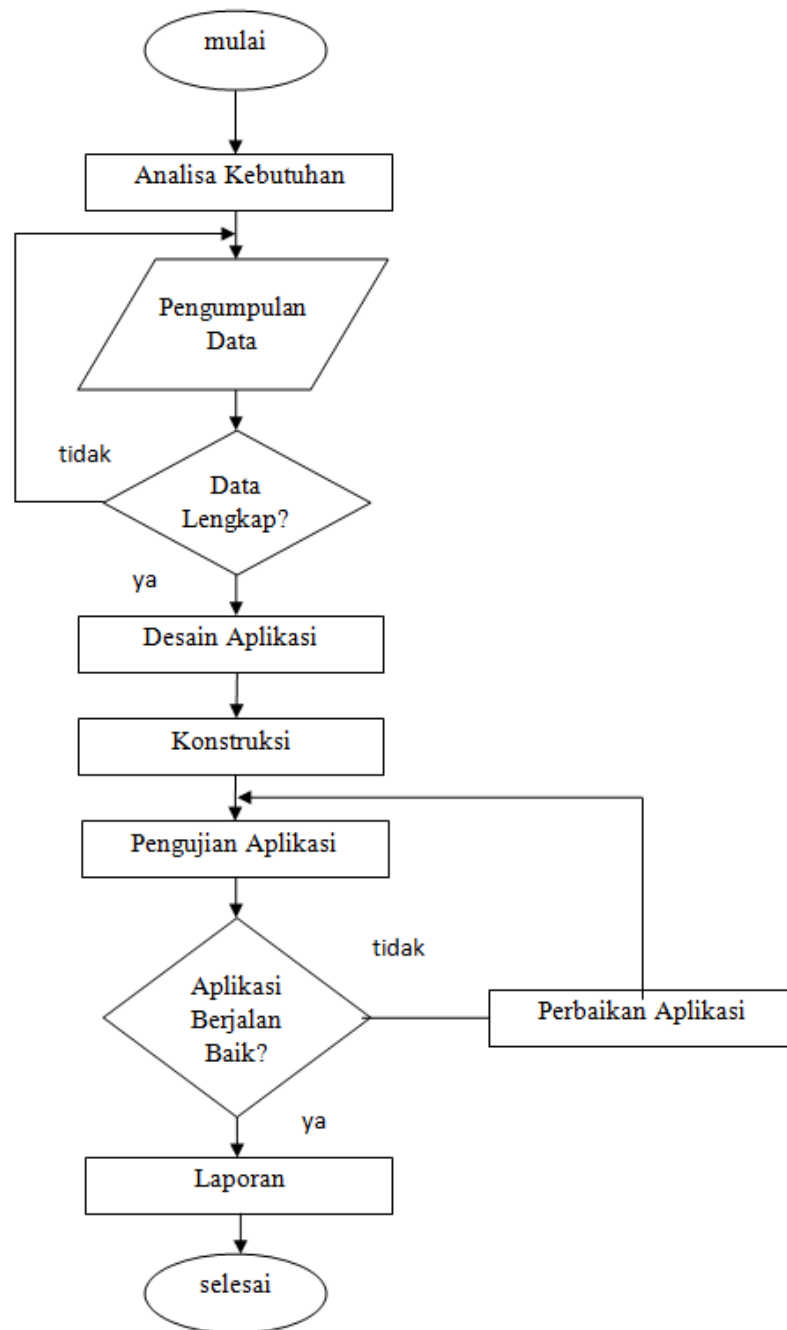 mulai
Analisa Kebutuhan
Pengumpulan
Data
tidak
Data
Lengkap?
ya
Desain Aplikasi
Konstruksi
Pengujian Aplikasi
tidak
Aplikasi
Berjalan
Baik?
Perbaikan Aplikasi
ya
Laporan
selesai